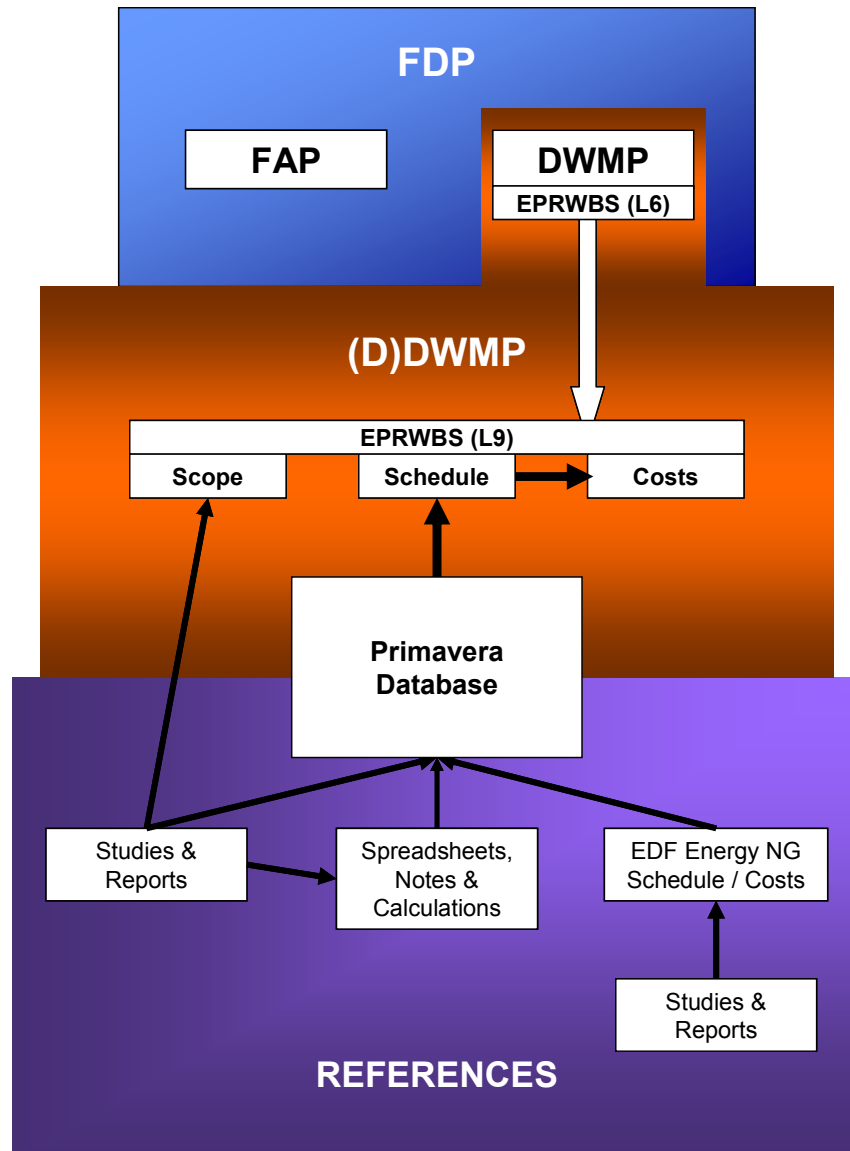 FDP
FAP
DWMP
EPRWBS (L6)
(D)DWMP
EPRWBS (L9)
Scope
Schedule
Costs
Primavera
Database
Studies &
Reports
Spreadsheets,
Notes &
Calculations
EDF Energy NG
Schedule / Costs
Studies &
Reports
REFERENCES